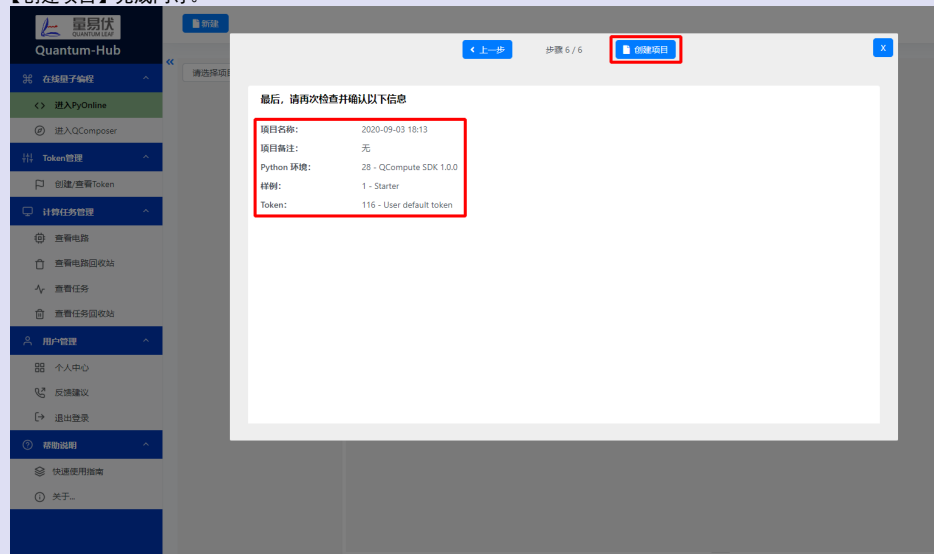 【创建项目】完成向导。
量易伏
QUANTUM LEAF
Quantum-Hub
在线量子编程
进入PyOnline
进入QComposer
Token管理
创建/查看Token
计算任务管理
查看电路
查看电路回收站
查看任务
查看任务回收站
用户管理
个人中心
反馈建议
退出登录
帮助说明
快速使用指南
关于...
新建
请选择项目
上一步
步骤 6 / 6
创建项目
X
最后，请再次检查并确认以下信息
项目名称： 2020-09-03 18:13
项目备注： 无
Python 环境： 28 - QCompute SDK 1.0.0
样例： 1 - Starter
Token： 116 - User default token